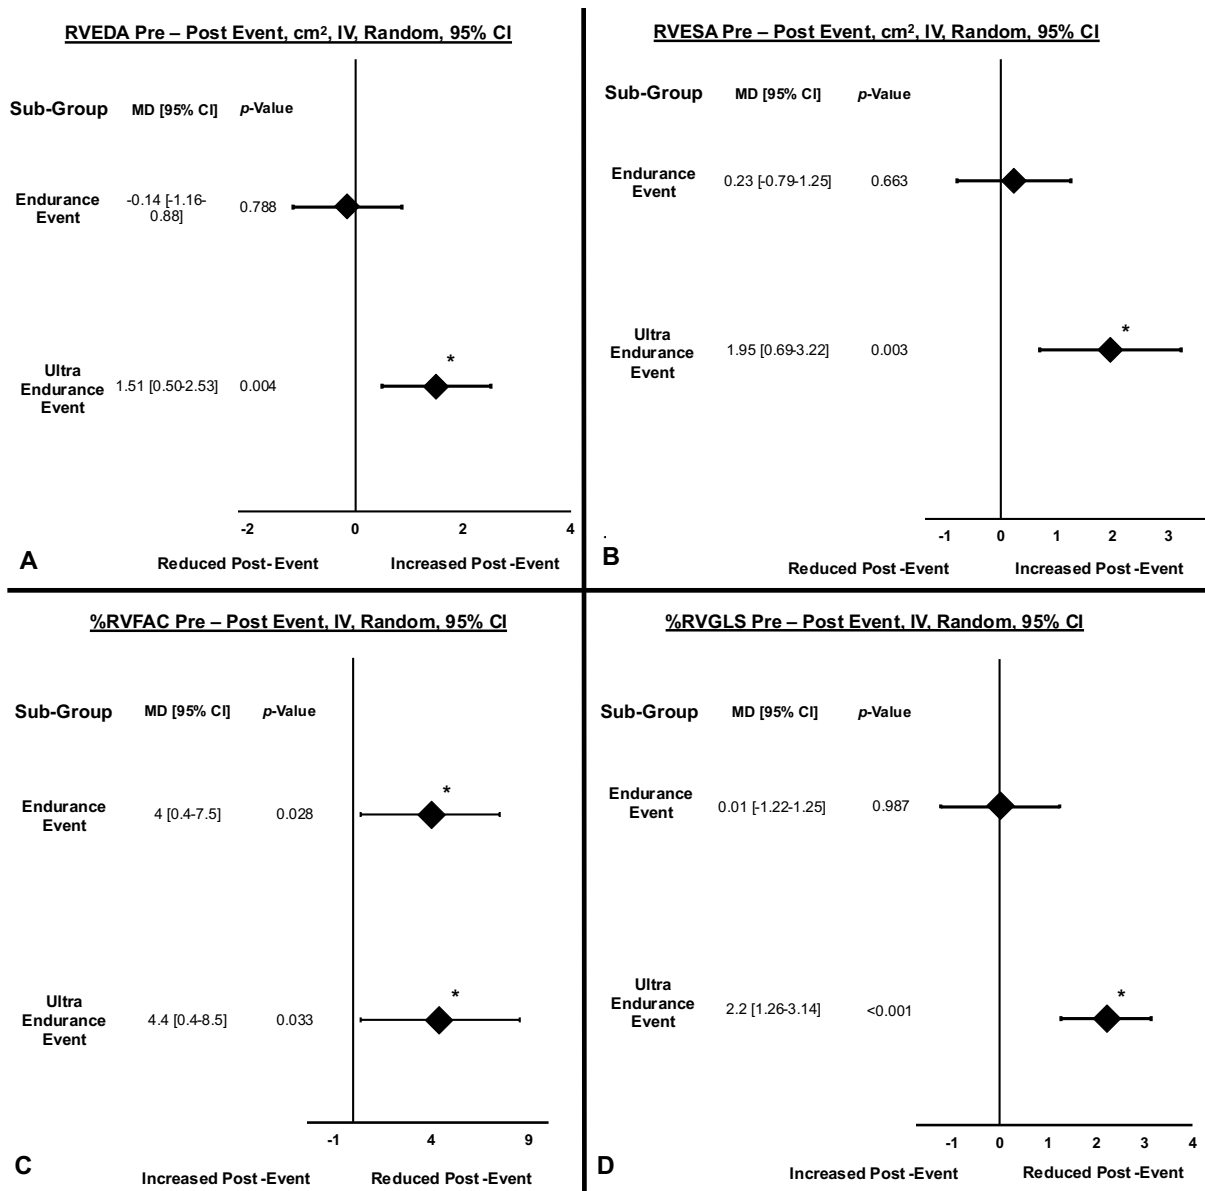 RVEDA Pre – Post Event, cm², IV, Random, 95% CI
Sub-Group MD [95% CI] p-Value
Endurance
Event
-0.14 [-1.16-
0.88]
0.788
Ultra
Endurance
Event
1.51 [0.50-2.53] 0.004
*
-2 0 2 4
A
Reduced Post-Event Increased Post-Event
RVESA Pre – Post Event, cm², IV, Random, 95% CI
Sub-Group MD [95% CI] p-Value
Endurance
Event
0.23 [-0.79-1.25] 0.663
Ultra
Endurance
Event
1.95 [0.69-3.22] 0.003
*
-1 0 1 2 3
.
B
Reduced Post-Event Increased Post-Event
%RVFAC Pre – Post Event, IV, Random, 95% CI
Sub-Group MD [95% CI] p-Value
Endurance
Event
4 [0.4-7.5] 0.028
*
Ultra
Endurance
Event
4.4 [0.4-8.5] 0.033
*
-1 4 9
C
Increased Post-Event Reduced Post-Event
%RVGLS Pre – Post Event, IV, Random, 95% CI
Sub-Group MD [95% CI] p-Value
Endurance
Event
0.01 [-1.22-1.25] 0.987
Ultra
Endurance
Event
2.2 [1.26-3.14] <0.001
*
-1 0 1 2 3 4
D
Increased Post-Event Reduced Post-Event